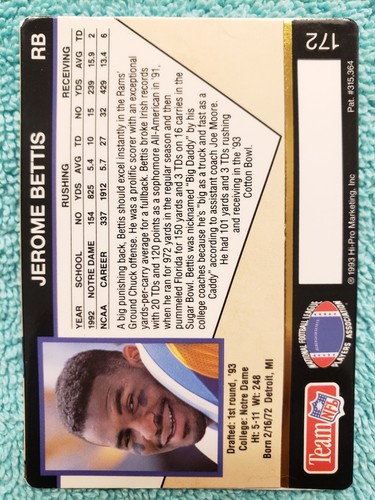 JEROME BETTIS RB
RUSHING RECEIVING
YEAR SCHOOL NO YDS AVG TD NO YDS AVG TD
1992 NOTRE DAME 154 825 5.4 10 15 239 15.9 2
NCAA CAREER 337 1912 5.7 27 32 429 13.4 6
A big punishing back, Bettis should excel instantly in the Rams'
Ground Chuck offense. He was a prolific scorer with an exceptional
yards-per-carry average for a fullback. Bettis broke Irish records
with 20 TDs and 120 points as a sophomore All-American in '91,
when he ran for 972 yards in the regular season and then
pummeled Florida for 150 yards and 3 TDs on 16 carries in the
Sugar Bowl. Bettis was nicknamed "Big Daddy" by his
college coaches because he's "big as a truck and fast as a
Caddy" according to assistant coach Joe Moore.
He had 101 yards and 3 TDs rushing
and receiving in the '93
Cotton Bowl.
Drafted: 1st round, '93
College: Notre Dame
Ht: 5-11 Wt: 248
Born 2/16/72 Detroit, MI
Team NFL
NATIONAL FOOTBALL LEAGUE
PLAYERS ASSOCIATION
© 1993 Hi-Pro Marketing, Inc
Pat. #315,364
172